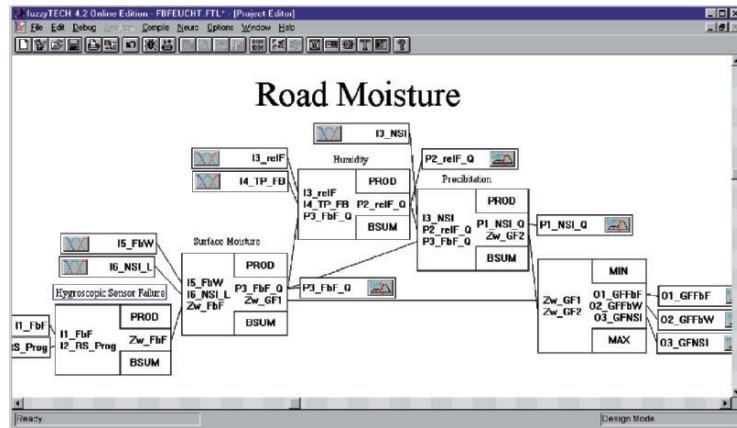 fuzzyTECH 4.2 Online Edition - FBFEUCHT.FTL* - [Project Editor]
File Edit Debug Analyzer Compile Neuro Options Window Help
Road Moisture
I3_NSI
I3_relF
Humidity
P2_relF_Q
I4_TP_FB
Precibitation
PROD
I3_relF
I4_TP_FB P2_relF_Q
P3_FbF_Q
BSUM
PROD
I3_NSI
P2_relF_Q P1_NSI_Q
P3_FbF_Q Zw_GF2
BSUM
P1_NSI_Q
I5_FbW
I6_NSI_L
Surface Moisture
PROD
I5_FbW
I6_NSI_L P3_FbF_Q
Zw_FbF Zw_GF1
BSUM
P3_FbF_Q
Hygroscopic Sensor Failure
I1_FbF
RS_Prog
PROD
I1_FbF
I2_RS_Prog Zw_FbF
BSUM
MIN
Zw_GF1 O1_GFFbF
Zw_GF2 O2_GFFbW
O3_GFNSI
MAX
O1_GFFbF
O2_GFFbW
O3_GFNSI
Ready
Design Mode